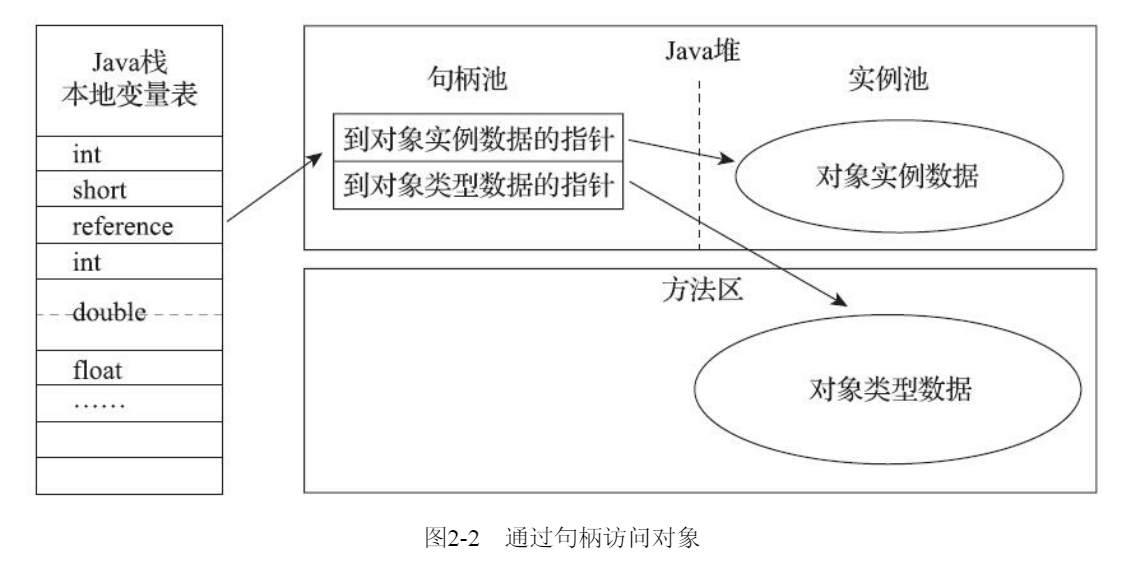 Java栈
本地变量表
int
short
reference
int
double
float
……
Java堆
句柄池
实例池
到对象实例数据的指针
到对象类型数据的指针
对象实例数据
方法区
对象类型数据
图2-2 通过句柄访问对象